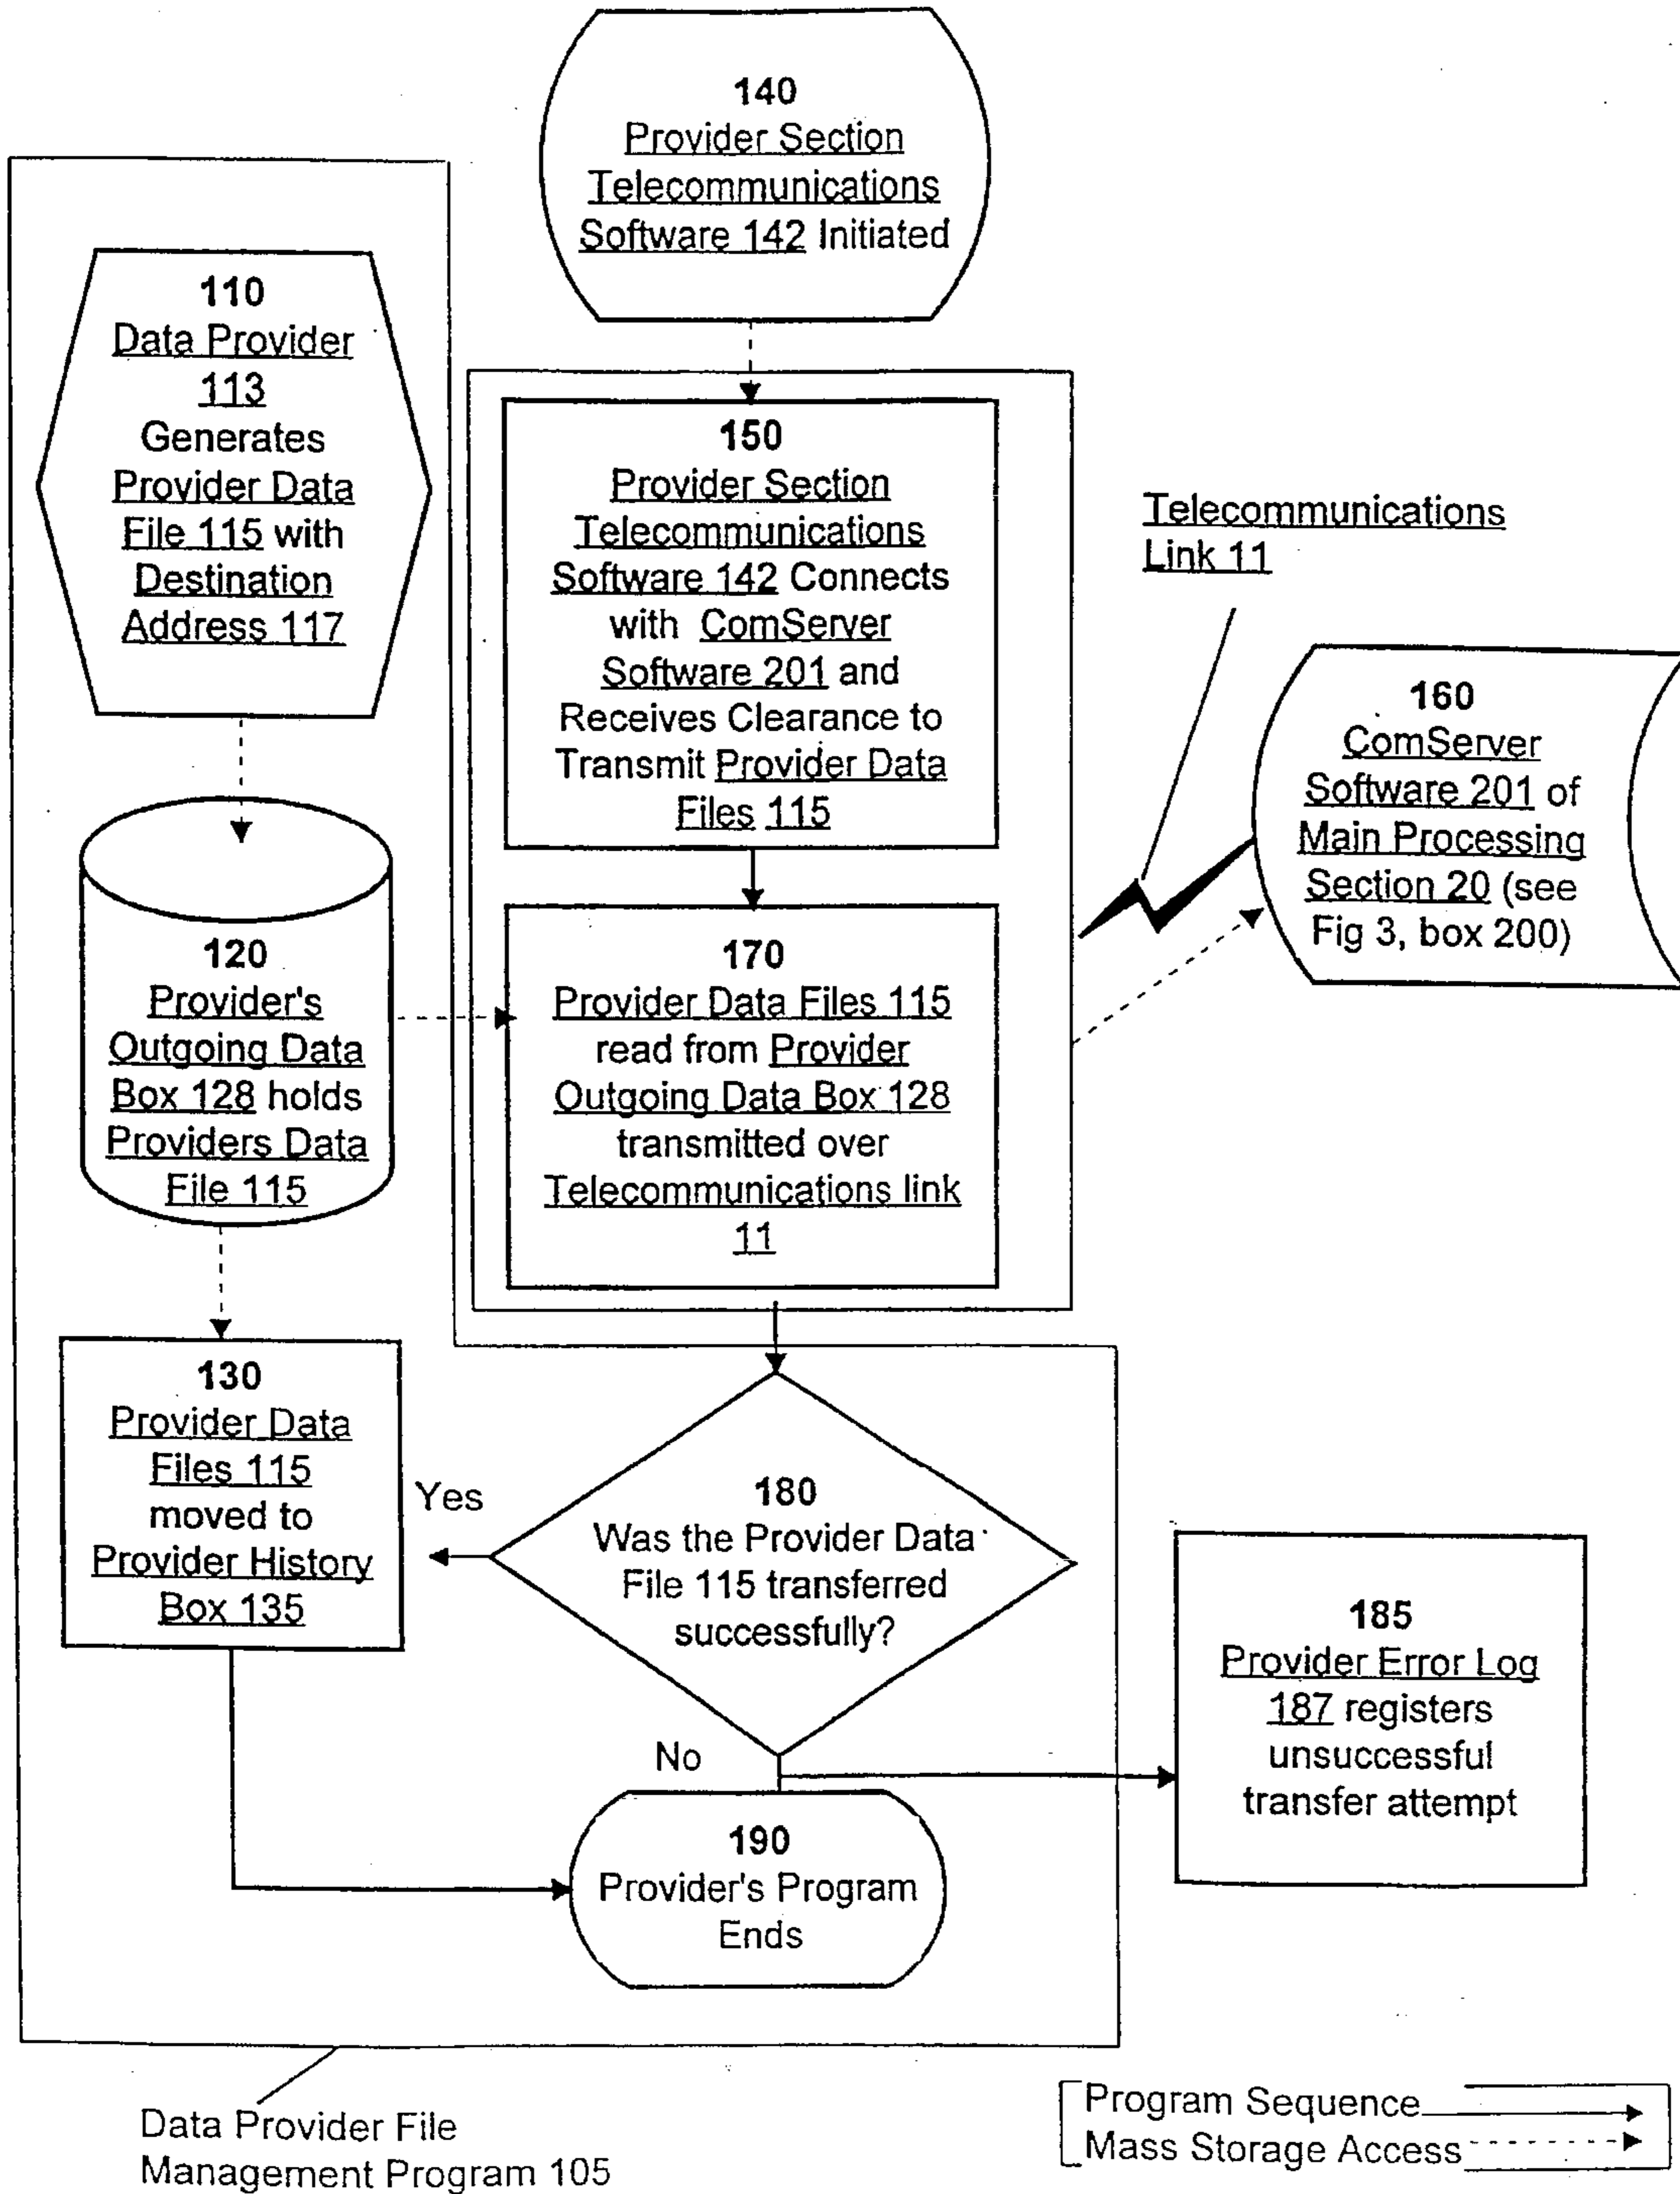 140
Provider Section
Telecommunications
Software 142 Initiated
110
Data Provider
113
Generates
Provider Data
File 115 with
Destination
Address 117
150
Provider Section
Telecommunications
Software 142 Connects
with ComServer
Software 201 and
Receives Clearance to
Transmit Provider Data
Files 115
Telecommunications
Link 11
160
ComServer
Software 201 of
Main Processing
Section 20 (see
Fig 3, box 200)
120
Provider's
Outgoing Data
Box 128 holds
Providers Data
File 115
170
Provider Data Files 115
read from Provider
Outgoing Data Box 128
transmitted over
Telecommunications link
11
130
Provider Data
Files 115
moved to
Provider History
Box 135
Yes
180
Was the Provider Data
File 115 transferred
successfully?
No
185
Provider Error Log
187 registers
unsuccessful
transfer attempt
190
Provider's Program
Ends
Data Provider File
Management Program 105
Program Sequence
Mass Storage Access